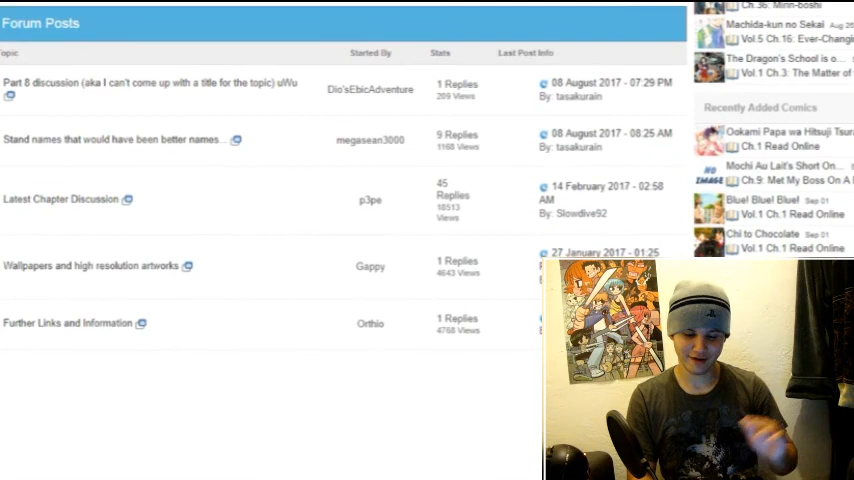 Forum Posts
Topic Started By Stats Last Post Info
Part 8 discussion (aka I can't come up with a title for the topic) uWu
Dio'sEbicAdventure
1 Replies
209 Views
08 August 2017 - 07:29 PM
By: tasakurain
Stand names that would have been better names...
megasean3000
9 Replies
1168 Views
08 August 2017 - 08:25 AM
By: tasakurain
Latest Chapter Discussion
p3pe
45
Replies
18513
Views
14 February 2017 - 02:58
AM
By: Slowdive92
Wallpapers and high resolution artworks
Gappy
1 Replies
4643 Views
27 January 2017 - 01:25
Further Links and Information
Orthio
1 Replies
4768 Views
Ch.36: Minn-boshi
Machida-kun no Sekai Aug 28
Vol.5 Ch.16: Ever-Changi
The Dragon's School is o...
Vol.1 Ch.3: The Matter of
Recently Added Comics
Ookami Papa wa Hitsuji Tsura
Ch.1 Read Online
NO
IMAGE
Mochi Au Lait's Short On...
Ch.9: Met My Boss On A
Blue! Blue! Blue! Sep 01
Vol.1 Ch.1 Read Online
Chi to Chocolate Sep 01
Vol.1 Ch.1 Read Online